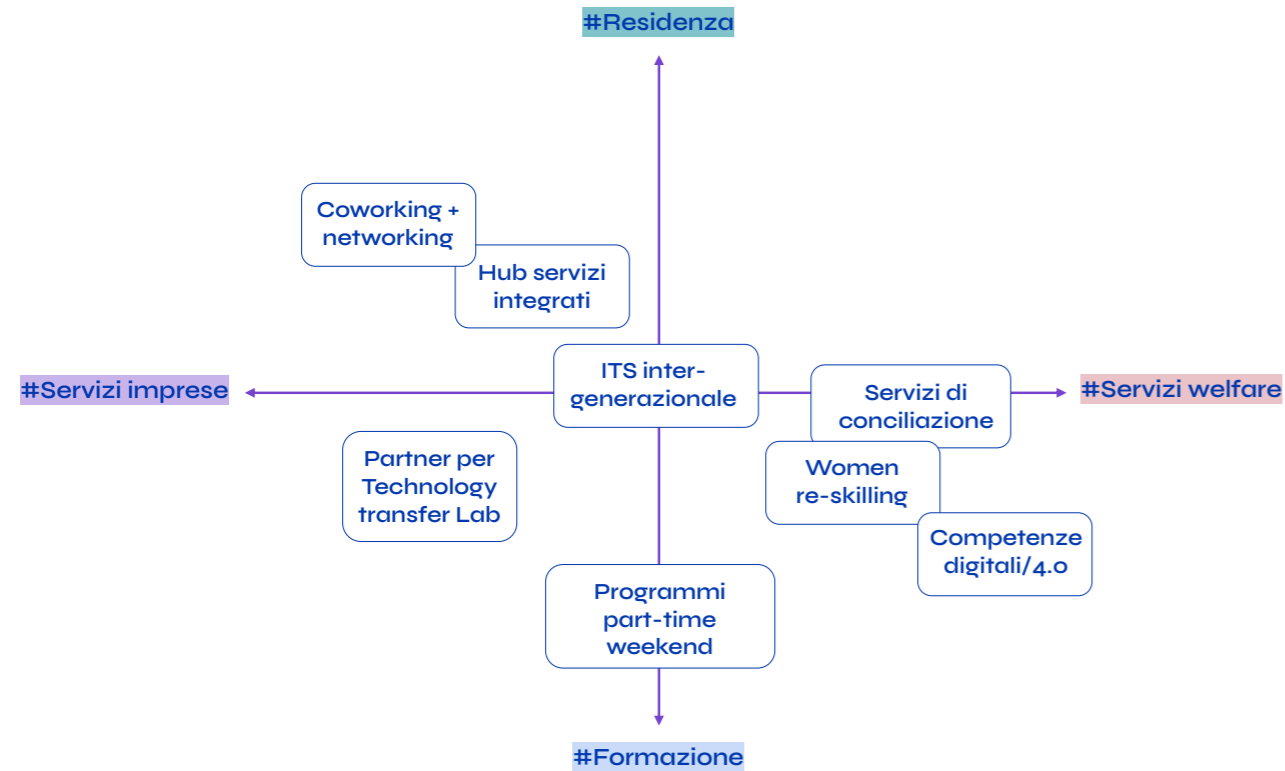 #Residenza
Coworking +
networking
Hub servizi
integrati
ITS inter-
generazionale
#Servizi imprese
Servizi di
conciliazione
#Servizi welfare
Partner per
Technology
transfer Lab
Women
re-skilling
Competenze
digitali/4.0
Programmi
part-time
weekend
#Formazione